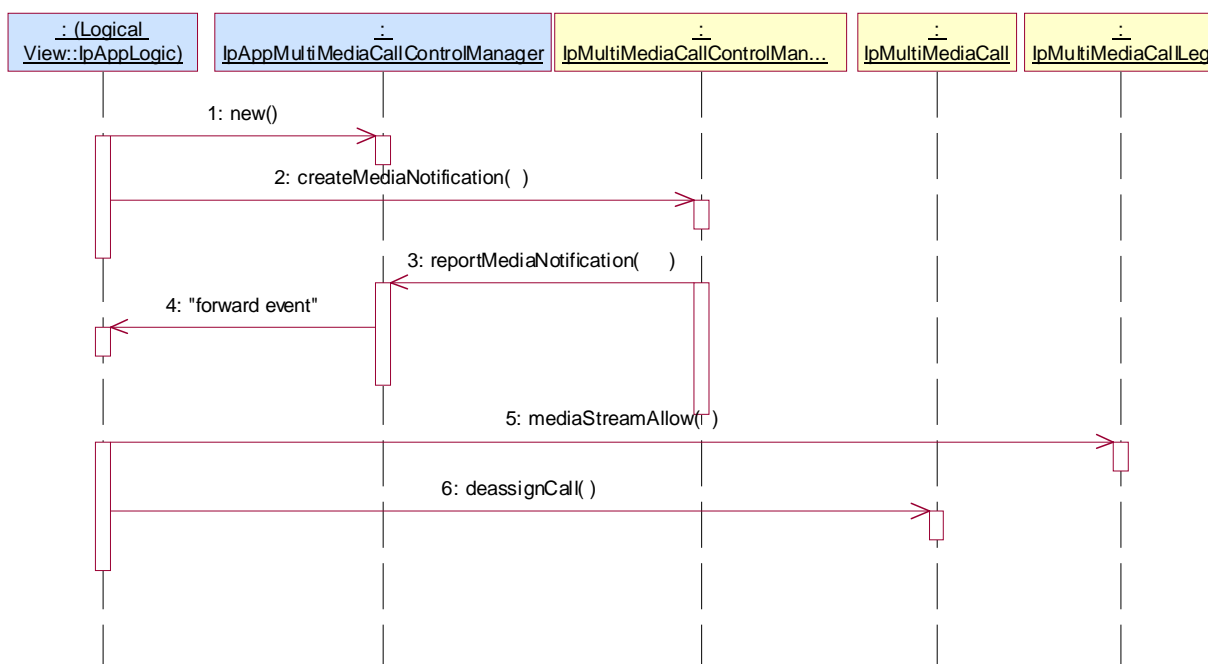 : (Logical
View::IpAppLogic)
:
IpAppMultiMediaCallControlManager
:
IpMultiMediaCallControlMan...
:
IpMultiMediaCall
:
IpMultiMediaCallLeg
1: new()
2: createMediaNotification( )
3: reportMediaNotification( )
4: "forward event"
5: mediaStreamAllow( )
6: deassignCall( )